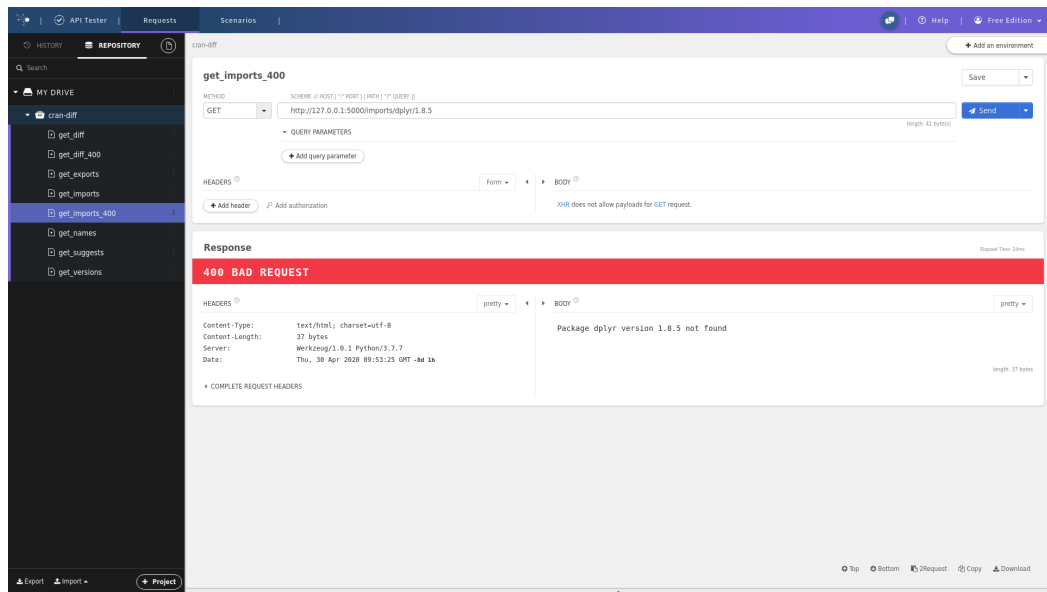 API Tester
Requests
Scenarios
Help
Free Edition
HISTORY
REPOSITORY
Search
MY DRIVE
cran-diff
get_diff
get_diff_400
get_exports
get_imports
get_imports_400
get_names
get_suggests
get_versions
Export
Import
+ Project
cran-diff
+ Add an environment
get_imports_400
Save
METHOD
SCHEME :// HOST [ ":" PORT ] [ PATH [ "?" QUERY ]]
GET
http://127.0.0.1:5000/imports/dplyr/1.8.5
Send
length: 41 byte(s)
QUERY PARAMETERS
+ Add query parameter
HEADERS
Form
BODY
+ Add header
Add authorization
XHR does not allow payloads for GET request.
Response
Elapsed Time: 28ms
400 BAD REQUEST
HEADERS
pretty
BODY
pretty
Content-Type: text/html; charset=utf-8
Content-Length: 37 bytes
Server: Werkzeug/1.0.1 Python/3.7.7
Date: Thu, 30 Apr 2020 09:53:25 GMT -8d 1h
Package dplyr version 1.8.5 not found
length: 37 bytes
COMPLETE REQUEST HEADERS
Top
Bottom
2Request
Copy
Download